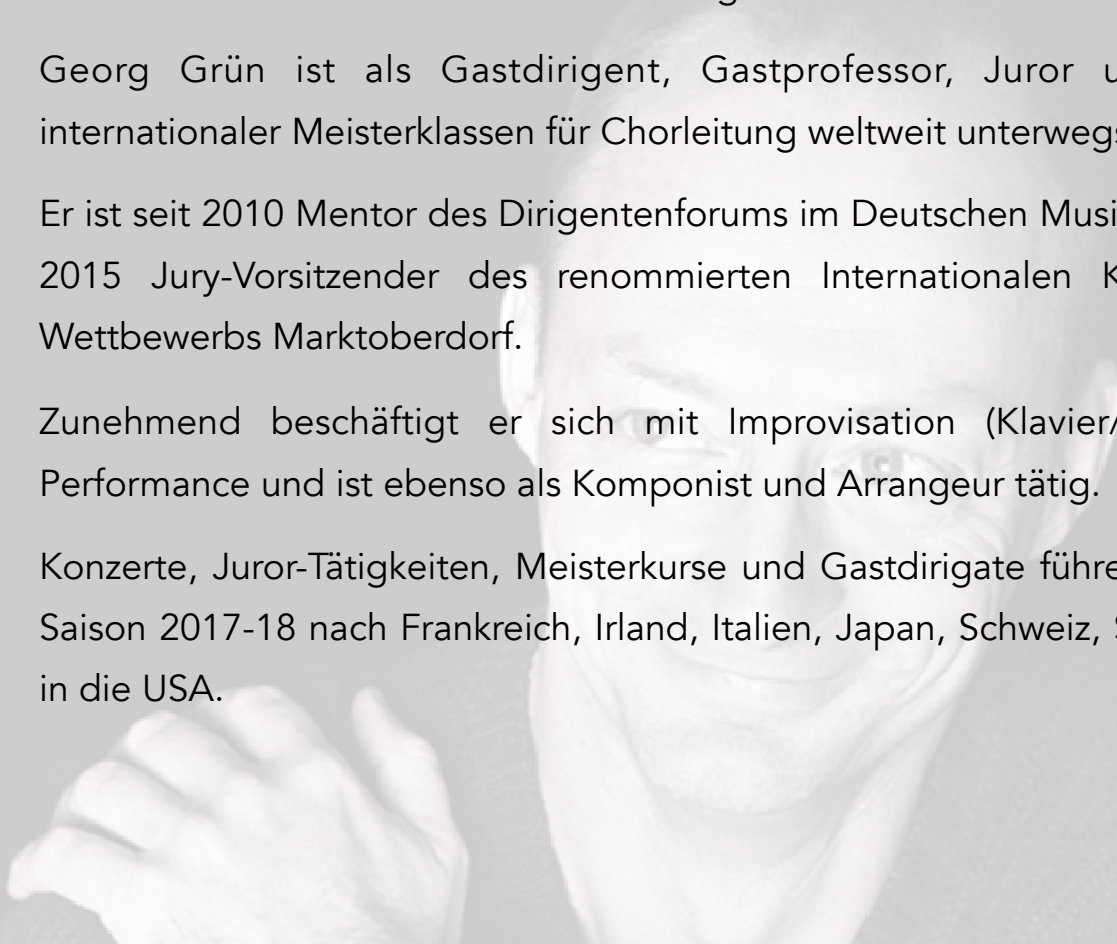 Georg Grün ist als Gastdirigent, Gastprofessor, Juror
internationaler Meisterklassen für Chorleitung weltweit unterwegs
Er ist seit 2010 Mentor des Dirigentenforums im Deutschen
2015 Jury-Vorsitzender des renommierten Internationalen
Wettbewerbs Marktoberdorf.
Zunehmend beschäftigt er sich mit Improvisation (Klavier/
Performance und ist ebenso als Komponist und Arrangeur tätig.
Konzerte, Juror-Tätigkeiten, Meisterkurse und Gastdirigate
Saison 2017-18 nach Frankreich, Irland, Italien, Japan, Schweiz,
in die USA.